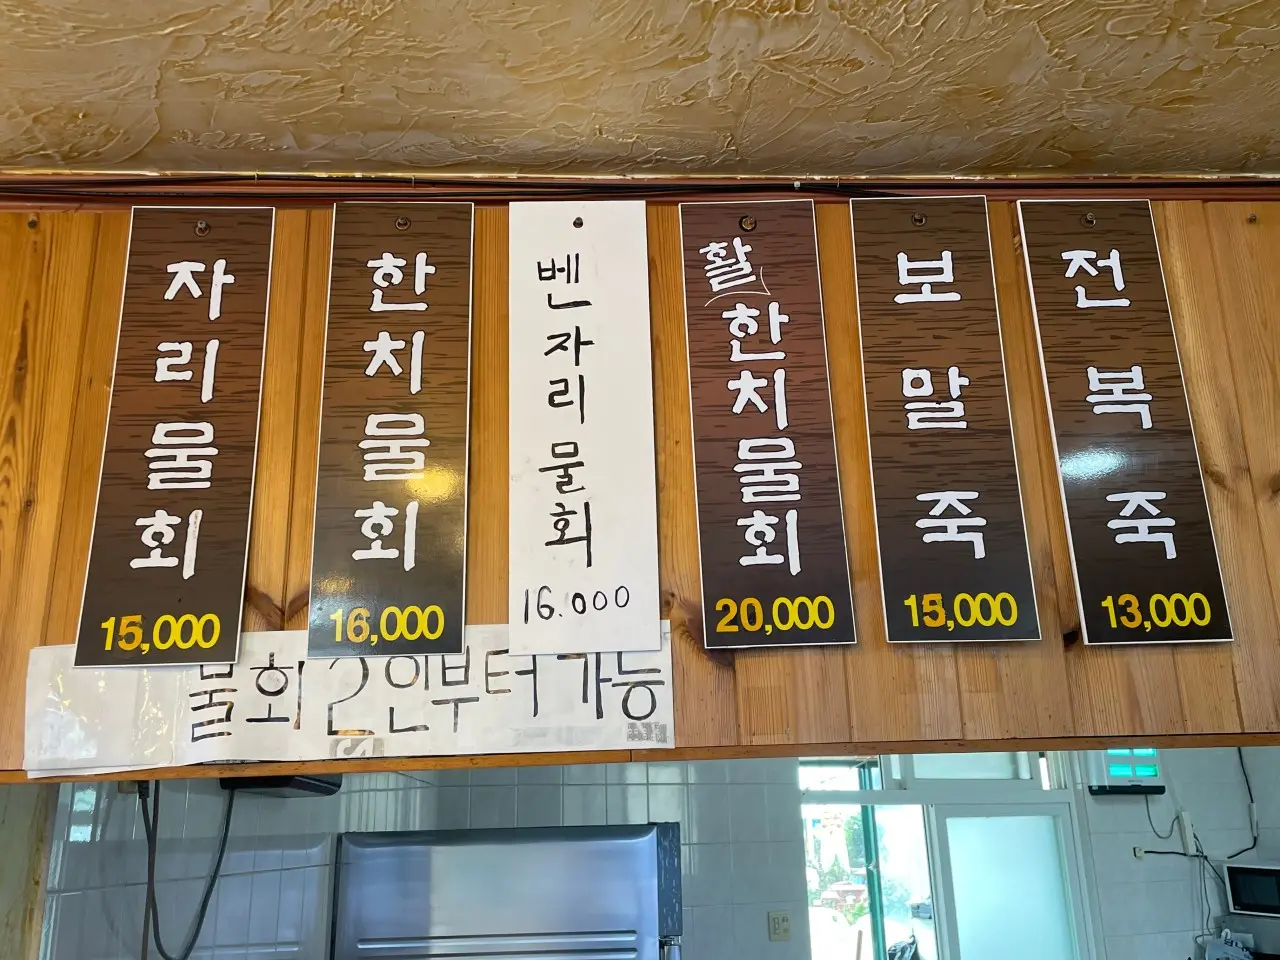 자리물회
15,000
한치물회
16,000
벤자리물회
16.000
활한치물회
20,000
보말죽
15,000
전복죽
13,000
물회 2인부터 가능